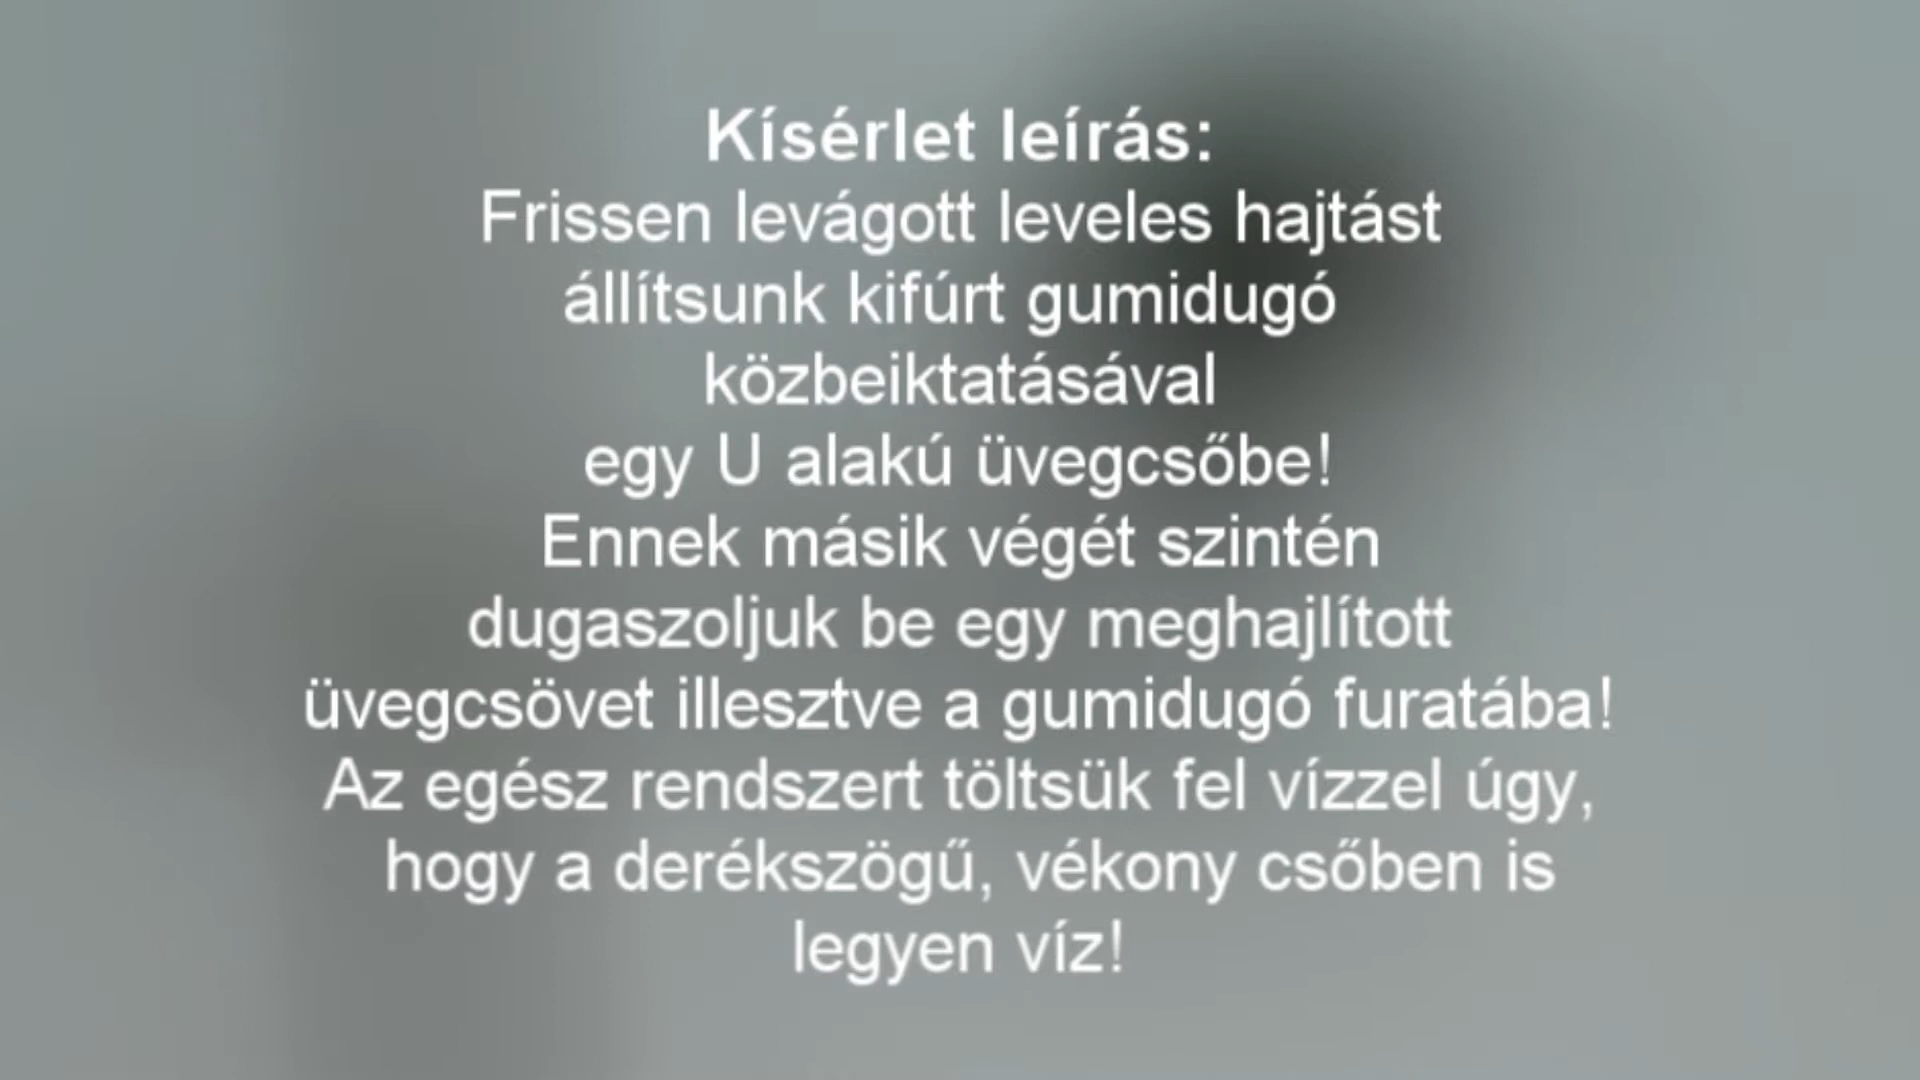 Kísérlet leírás:
Frissen levágott leveles hajtást
állítsunk kifúrt gumidugó
közbeiktatásával
egy U alakú üvegcsőbe!
Ennek másik végét szintén
dugaszoljuk be egy meghajlított
üvegcsövet illesztve a gumidugó furatába!
Az egész rendszert töltsük fel vízzel úgy,
hogy a derékszögű, vékony csőben is
legyen víz!